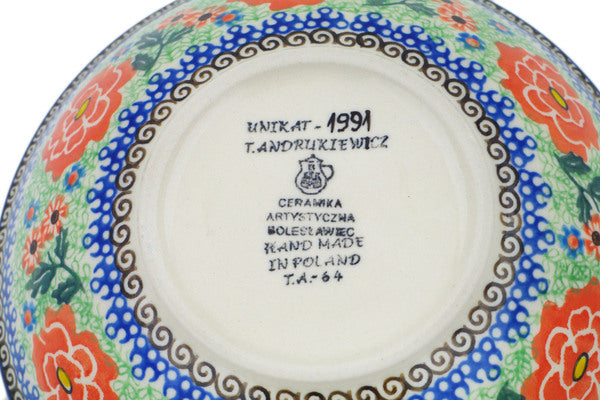 UNIKAT - 1991
T. ANDRUKIEWICZ
CERAMIKA
ARTYSTYCZNA
BOLESŁAWIEC
HAND MADE
IN POLAND
T.A.-64